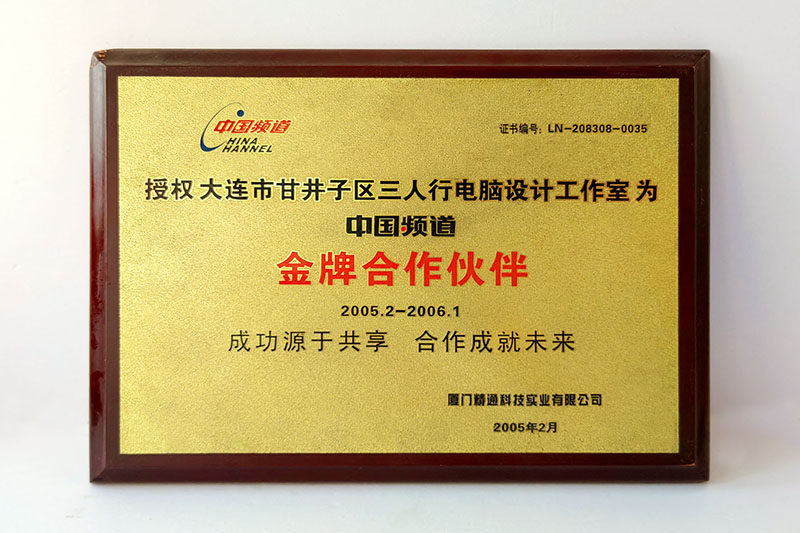 中国频道
CHINA
CHANNEL
证书编号：LN-208308-0035
授权 大连市甘井子区三人行电脑设计工作室 为
中国频道
金牌合作伙伴
2005.2-2006.1
成功源于共享 合作成就未来
厦门精通科技实业有限公司
2005年2月